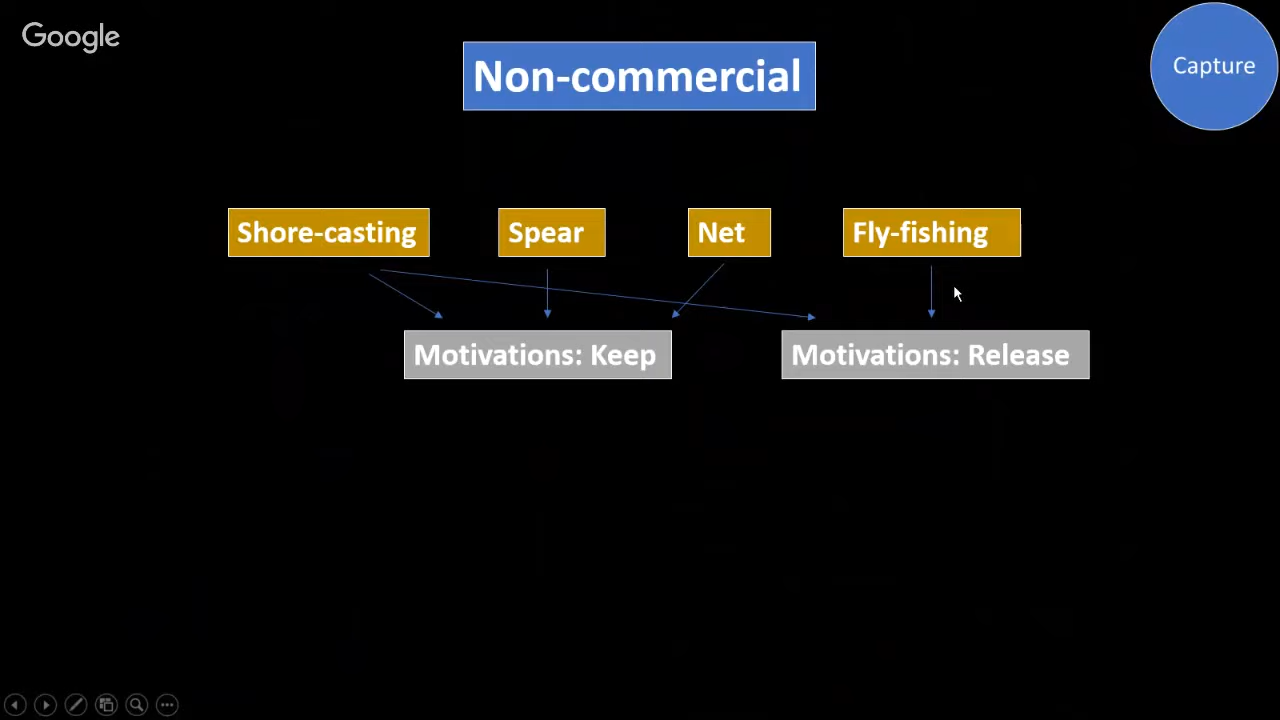 Google
Non-commercial
Capture
Shore-casting
Spear
Net
Fly-fishing
Motivations: Keep
Motivations: Release